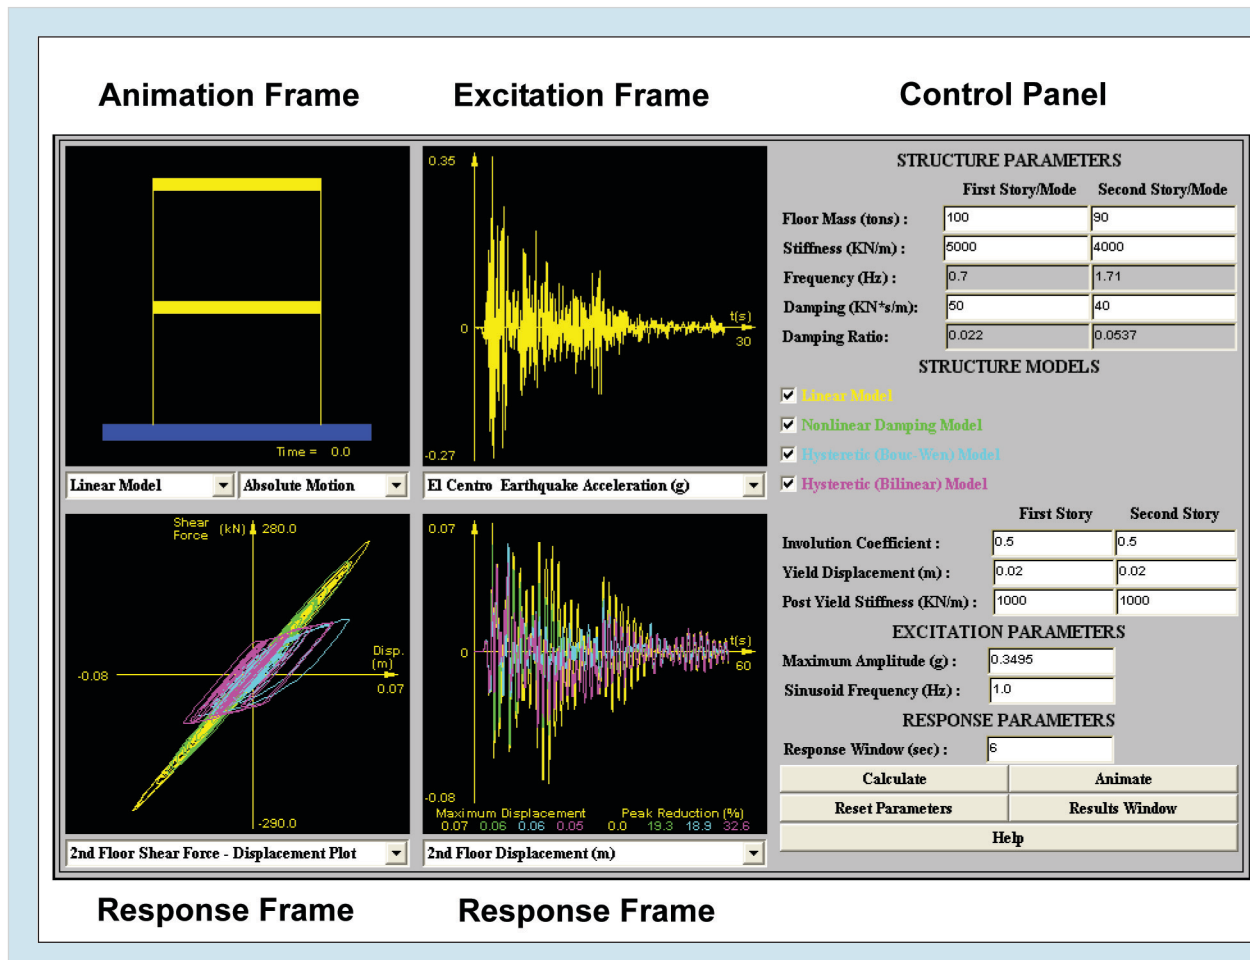 Animation Frame
Excitation Frame
Control Panel
Time = 0.0
Linear Model
Absolute Motion
0.35
0
t(s)
30
-0.27
El Centro Earthquake Acceleration (g)
Shear
Force
(kN)
280.0
Disp.
(m)
-0.08
0.07
-290.0
2nd Floor Shear Force - Displacement Plot
0.07
0
t(s)
60
-0.08
Maximum Displacement Peak Reduction (%)
0.07 0.06 0.06 0.05 0.0 19.3 18.9 32.6
2nd Floor Displacement (m)
STRUCTURE PARAMETERS
First Story/Mode Second Story/Mode
Floor Mass (tons) : 100 90
Stiffness (KN/m) : 5000 4000
Frequency (Hz) : 0.7 1.71
Damping (KN*s/m): 50 40
Damping Ratio: 0.022 0.0537
STRUCTURE MODELS
Linear Model
Nonlinear Damping Model
Hysteretic (Bouc-Wen) Model
Hysteretic (Bilinear) Model
First Story Second Story
Involution Coefficient : 0.5 0.5
Yield Displacement (m) : 0.02 0.02
Post Yield Stiffness (KN/m) : 1000 1000
EXCITATION PARAMETERS
Maximum Amplitude (g) : 0.3495
Sinusoid Frequency (Hz) : 1.0
RESPONSE PARAMETERS
Response Window (sec) : 6
Calculate Animate
Reset Parameters Results Window
Help
Response Frame
Response Frame